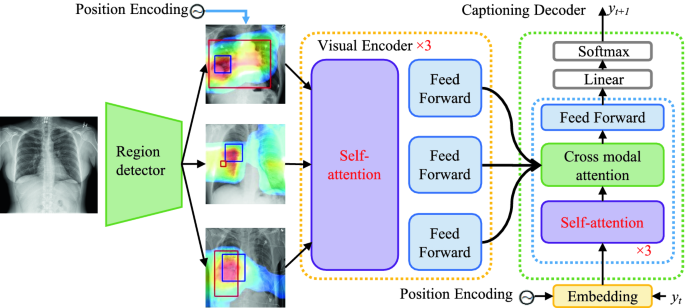 Position Encoding
Captioning Decoder
y_{t+1}
Visual Encoder ×3
Softmax
Linear
Feed Forward
Cross modal
attention
Self-attention
×3
Region
detector
Self-
attention
Feed
Forward
Feed
Forward
Feed
Forward
Position Encoding
Embedding
y_t